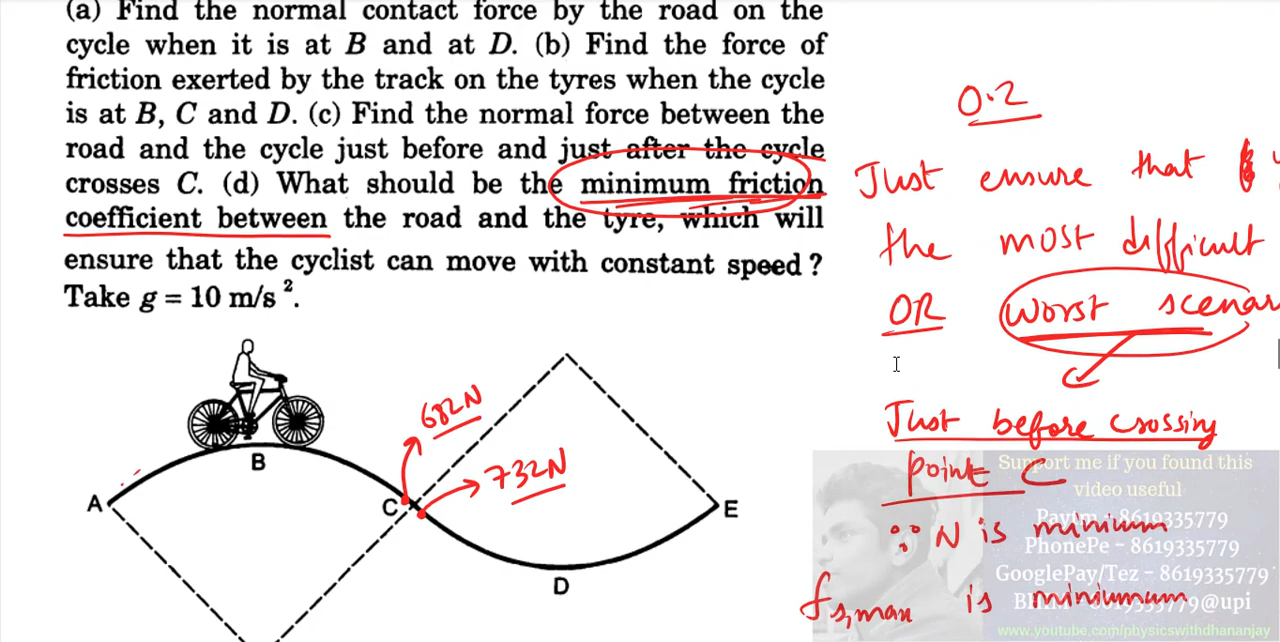 (a) Find the normal contact force by the road on the
cycle when it is at B and at D. (b) Find the force of
friction exerted by the track on the tyres when the cycle
is at B, C and D. (c) Find the normal force between the
road and the cycle just before and just after the cycle
crosses C. (d) What should be the minimum friction
coefficient between the road and the tyre, which will
ensure that the cyclist can move with constant speed?
Take g = 10 m/s².
0.2
Just ensure that
the most difficult
OR worst scenar
Just before crossing
point C
∵ N is minium
fs,max is miniumum
682N
732N
A
B
C
D
E
Support me if you found this
video useful
Paytm - 8619335779
PhonePe - 8619335779
GooglePay/Tez - 8619335779
779@upi
www.youtube.com/physicswithdhananjay